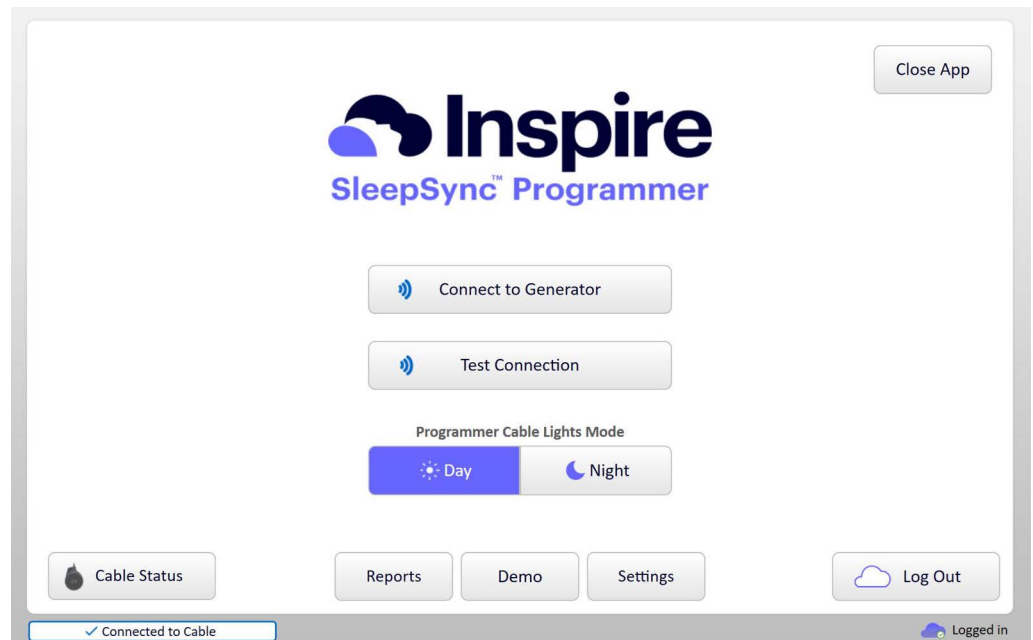 Close App
Inspire
SleepSync™ Programmer
Connect to Generator
Test Connection
Programmer Cable Lights Mode
Day
Night
Cable Status
Reports
Demo
Settings
Log Out
Connected to Cable
Logged in